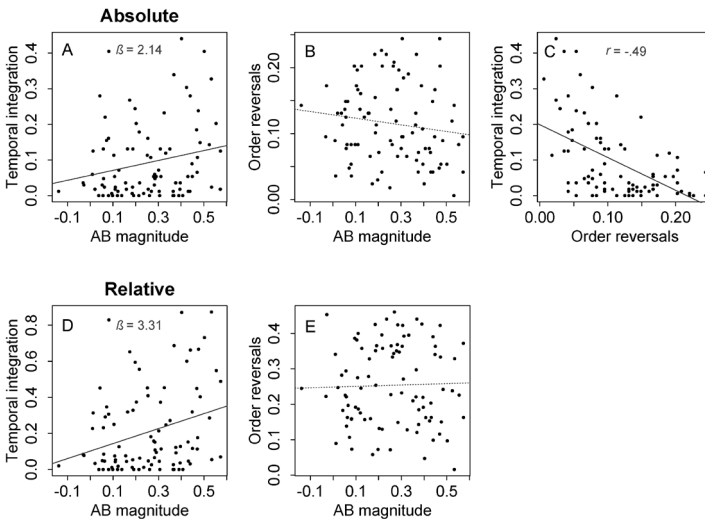 Absolute
A
ß = 2.14
Temporal integration
0.0 0.1 0.2 0.3 0.4
-0.1 0.1 0.3 0.5
AB magnitude
B
Order reversals
0.00 0.10 0.20
-0.1 0.1 0.3 0.5
AB magnitude
C
r = -.49
Temporal integration
0.0 0.1 0.2 0.3 0.4
0.00 0.10 0.20
Order reversals
Relative
D
ß = 3.31
Temporal integration
0.0 0.2 0.4 0.6 0.8
-0.1 0.1 0.3 0.5
AB magnitude
E
Order reversals
0.0 0.1 0.2 0.3 0.4
-0.1 0.1 0.3 0.5
AB magnitude